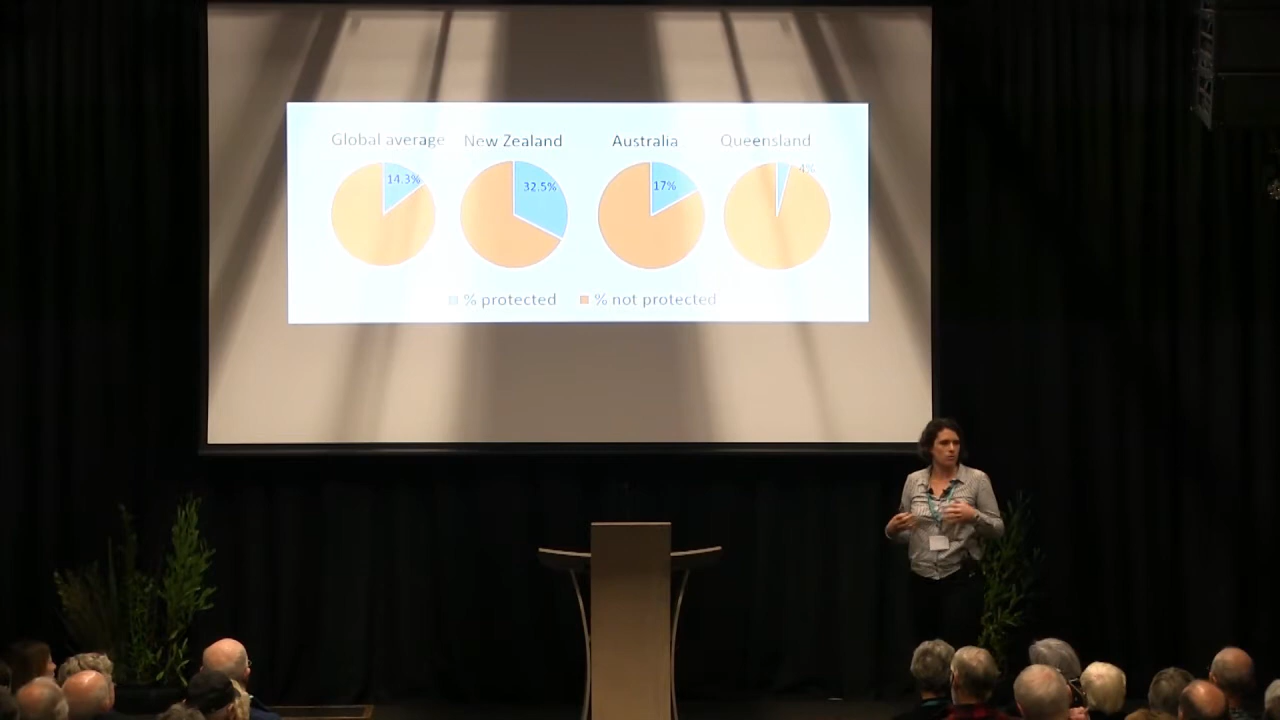 Global average New Zealand Australia Queensland
14.3% 32.5% 17% 4%
% protected % not protected